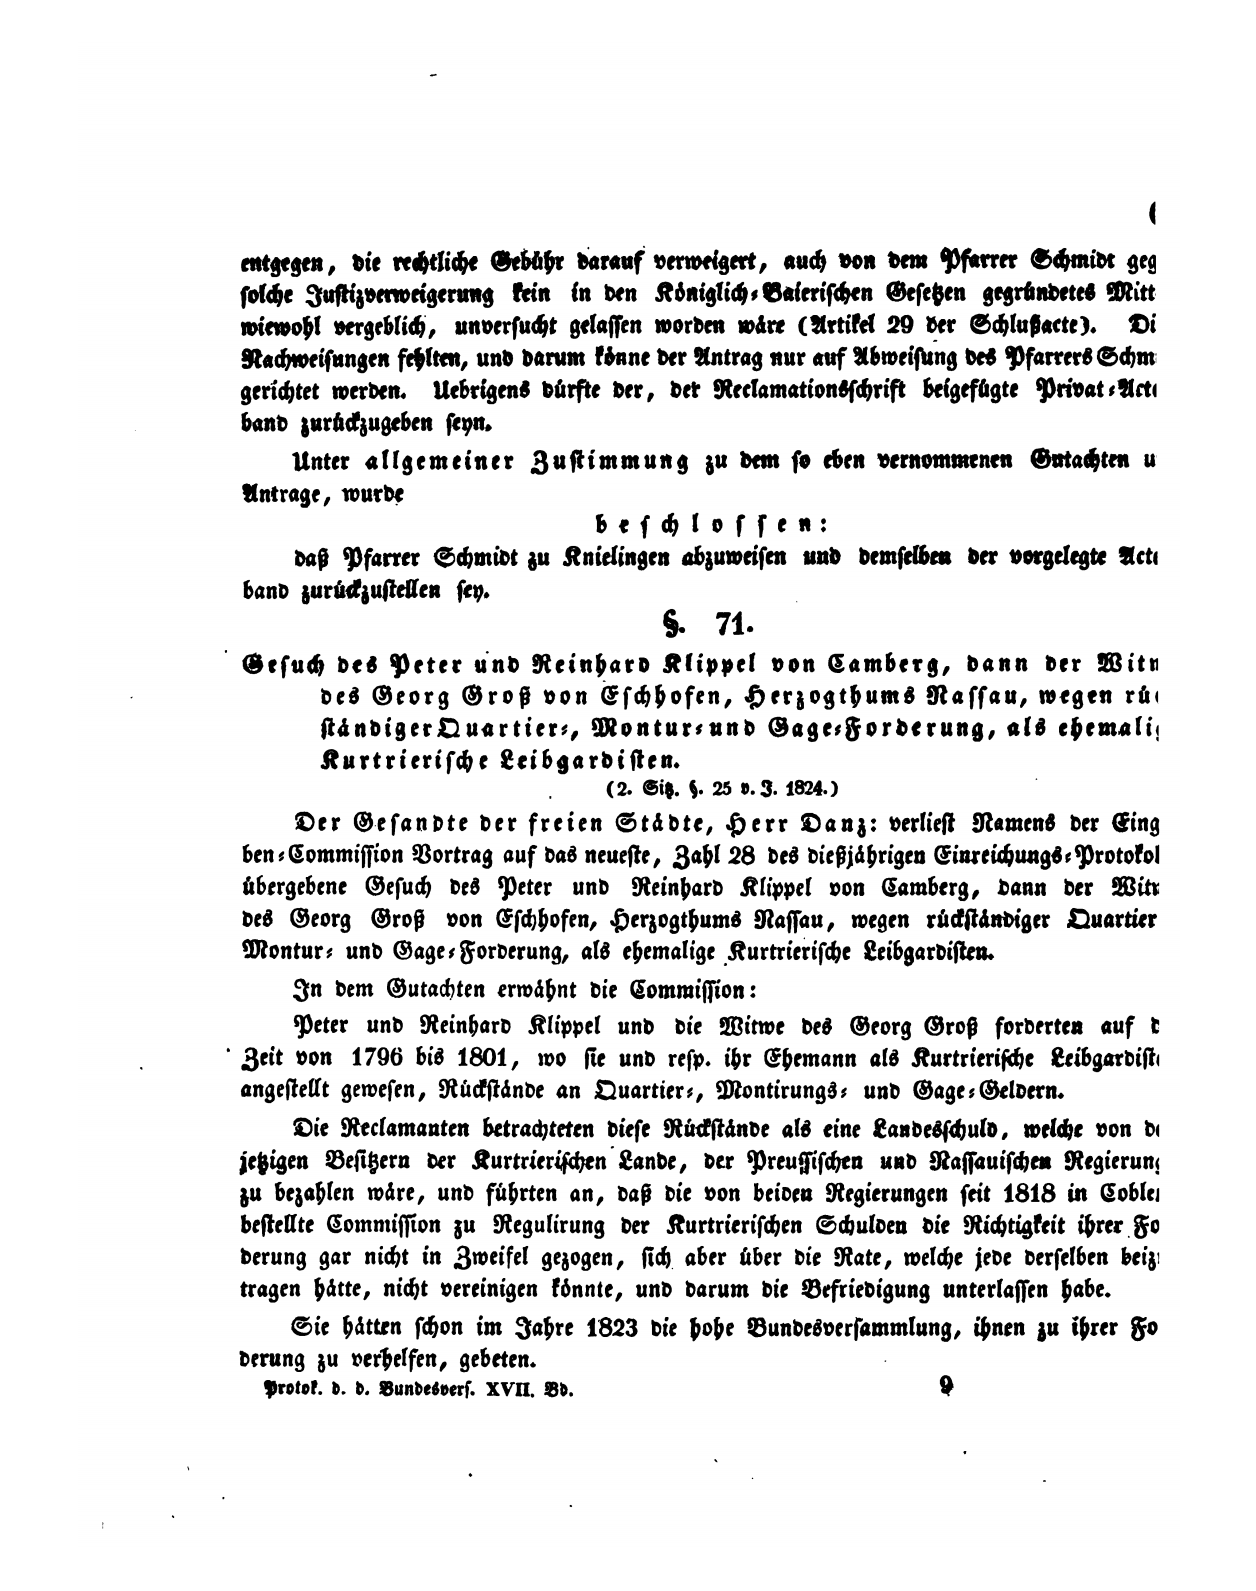 entgegen, die rechtliche Gebühr darauf verweigert, auch von dem Pfarrer Schmidt geg
solche Justizverweigerung kein in den Königlich-Baierischen Gesetzen gegründetes Mitt
wiewohl vergeblich, unversucht gelassen worden wäre (Artikel 29 der Schlußacte). Di
Nachweisungen fehlten, und darum könne der Antrag nur auf Abweisung des Pfarrers Schm
gerichtet werden. Uebrigens dürfte der, der Reclamationsschrift beigefügte Privat-Act
band zurückzugeben seyn.
Unter allgemeiner Zustimmung zu dem so eben vernommenen Gutachten u
Antrage, wurde
beschlossen:
daß Pfarrer Schmidt zu Knielingen abzuweisen und demselben der vorgelegte Act
band zurückzustellen sey.
§. 71.
Gesuch des Peter und Reinhard Klippel von Camberg, dann der Witw
des Georg Groß von Eschhofen, Herzogthums Nassau, wegen rüc
ständiger Quartier-, Montur- und Gage-Forderung, als ehemalig
Kurtrierische Leibgardisten.
(2. Sitz. §. 25 v. J. 1824.)
Der Gesandte der freien Städte, Herr Danz: verliest Namens der Eing
ben-Commission Vortrag auf das neueste, Zahl 28 des dießjährigen Einreichungs-Protokol
übergebene Gesuch des Peter und Reinhard Klippel von Camberg, dann der Witw
des Georg Groß von Eschhofen, Herzogthums Nassau, wegen rückständiger Quartier
Montur- und Gage-Forderung, als ehemalige Kurtrierische Leibgardisten.
In dem Gutachten erwähnt die Commission:
Peter und Reinhard Klippel und die Witwe des Georg Groß forderten auf d
Zeit von 1796 bis 1801, wo sie und resp. ihr Ehemann als Kurtrierische Leibgardiste
angestellt gewesen, Rückstände an Quartier-, Montirungs- und Gage-Geldern.
Die Reclamanten betrachteten diese Rückstände als eine Landesschuld, welche von de
jetzigen Besitzern der Kurtrierischen Lande, der Preussischen und Nassauischen Regierung
zu bezahlen wäre, und führten an, daß die von beiden Regierungen seit 1818 in Coblen
bestellte Commission zu Regulirung der Kurtrierischen Schulden die Richtigkeit ihrer Fo
derung gar nicht in Zweifel gezogen, sich aber über die Rate, welche jede derselben beiz
tragen hätte, nicht vereinigen könnte, und darum die Befriedigung unterlassen habe.
Sie hätten schon im Jahre 1823 die hohe Bundesversammlung, ihnen zu ihrer Fo
derung zu verhelfen, gebeten.
Protok. d. d. Bundesvers. XVII. Bd. 9